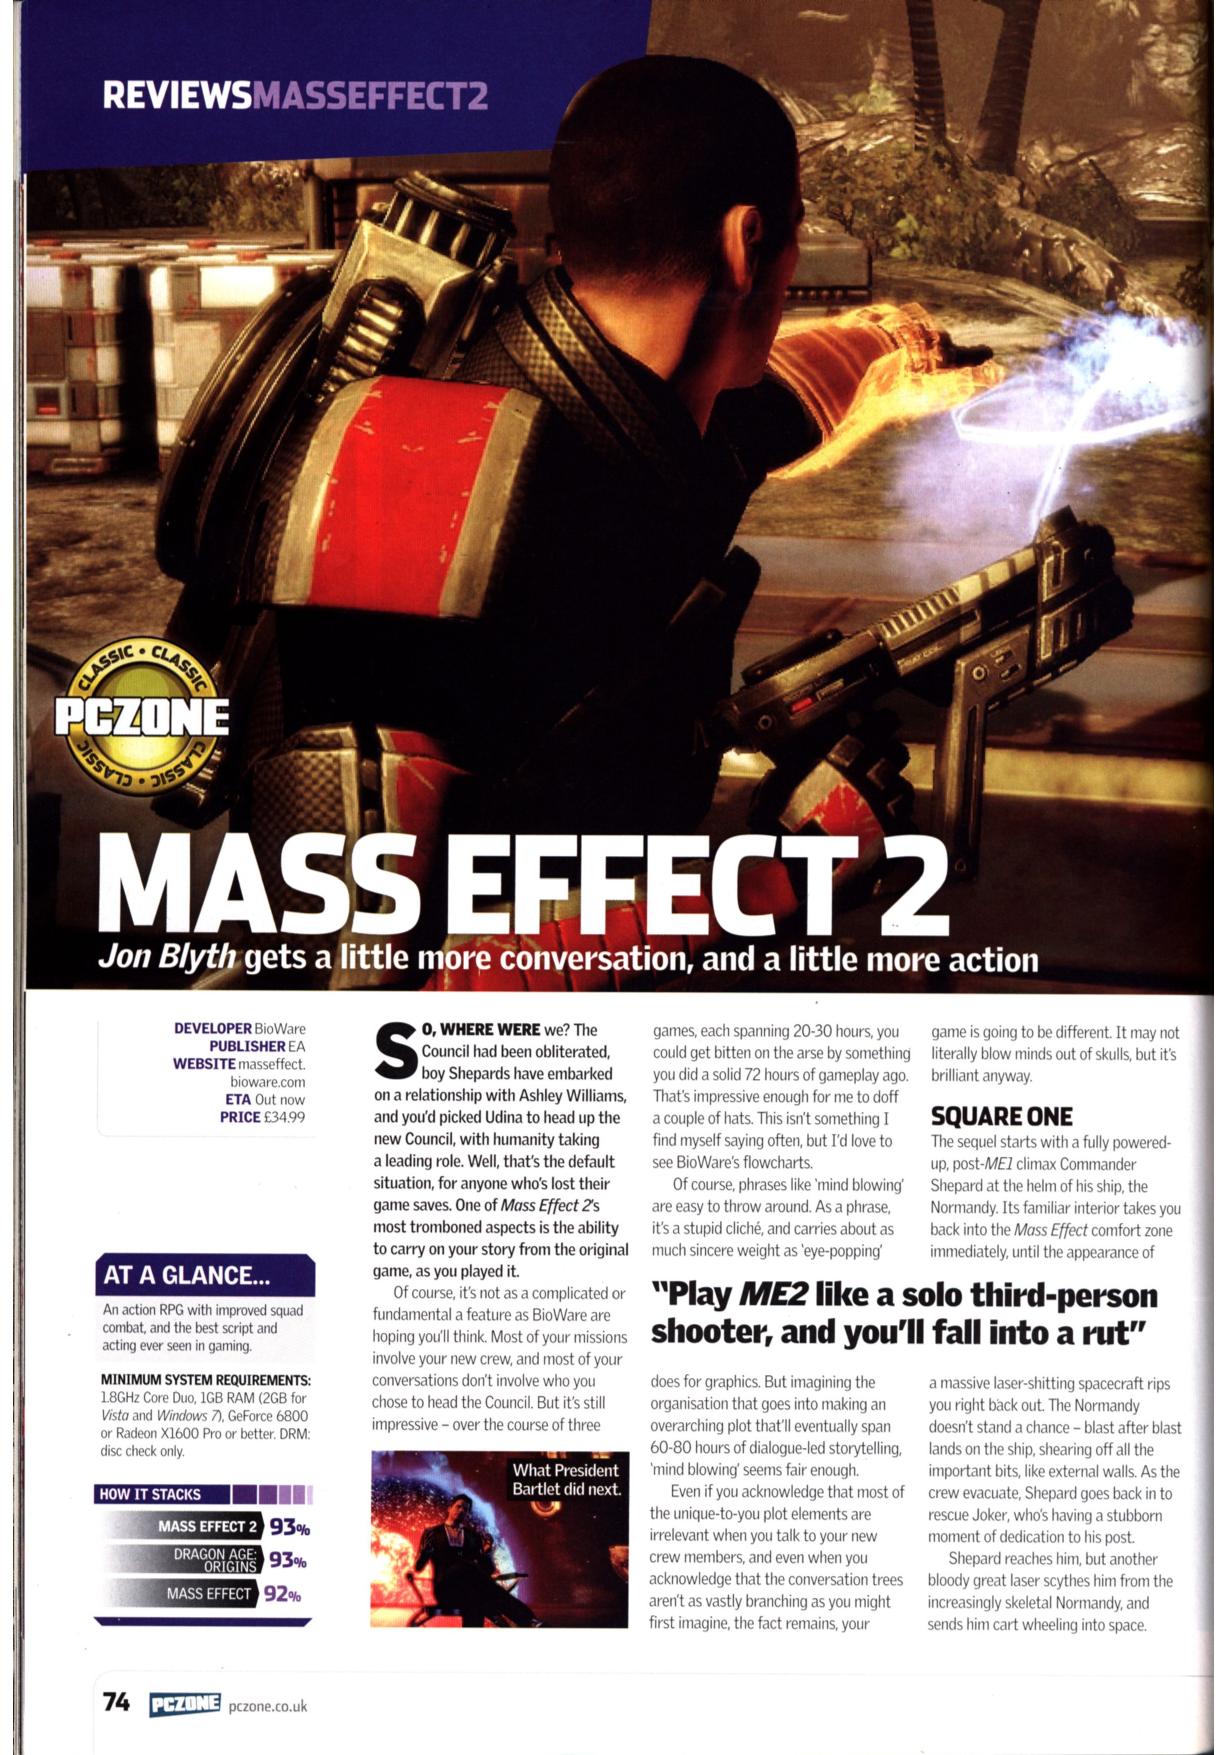 REVIEWSMASSEFFECT2
CLASSIC • CLASSIC
PCZONE
CLASSIC • CLASSIC
MASS EFFECT 2
Jon Blyth gets a little more conversation, and a little more action
DEVELOPER BioWare
PUBLISHER EA
WEBSITE masseffect.
bioware.com
ETA Out now
PRICE £34.99
AT A GLANCE...
An action RPG with improved squad
combat, and the best script and
acting ever seen in gaming.
MINIMUM SYSTEM REQUIREMENTS:
1.8GHz Core Duo, 1GB RAM (2GB for
Vista and Windows 7), GeForce 6800
or Radeon X1600 Pro or better. DRM:
disc check only.
HOW IT STACKS
MASS EFFECT 2 93%
DRAGON AGE:
ORIGINS 93%
MASS EFFECT 92%
SO, WHERE WERE we? The
Council had been obliterated,
boy Shepards have embarked
on a relationship with Ashley Williams,
and you'd picked Udina to head up the
new Council, with humanity taking
a leading role. Well, that's the default
situation, for anyone who's lost their
game saves. One of Mass Effect 2's
most tromboned aspects is the ability
to carry on your story from the original
game, as you played it.
Of course, it's not as a complicated or
fundamental a feature as BioWare are
hoping you'll think. Most of your missions
involve your new crew, and most of your
conversations don't involve who you
chose to head the Council. But it's still
impressive – over the course of three
What President
Bartlet did next.
games, each spanning 20-30 hours, you
could get bitten on the arse by something
you did a solid 72 hours of gameplay ago.
That's impressive enough for me to doff
a couple of hats. This isn't something I
find myself saying often, but I'd love to
see BioWare's flowcharts.
Of course, phrases like 'mind blowing'
are easy to throw around. As a phrase,
it's a stupid cliché, and carries about as
much sincere weight as 'eye-popping'
"Play ME2 like a solo third-person
shooter, and you'll fall into a rut"
does for graphics. But imagining the
organisation that goes into making an
overarching plot that'll eventually span
60-80 hours of dialogue-led storytelling,
'mind blowing' seems fair enough.
Even if you acknowledge that most of
the unique-to-you plot elements are
irrelevant when you talk to your new
crew members, and even when you
acknowledge that the conversation trees
aren't as vastly branching as you might
first imagine, the fact remains, your
game is going to be different. It may not
literally blow minds out of skulls, but it's
brilliant anyway.
SQUARE ONE
The sequel starts with a fully powered-
up, post-ME1 climax Commander
Shepard at the helm of his ship, the
Normandy. Its familiar interior takes you
back into the Mass Effect comfort zone
immediately, until the appearance of
a massive laser-shitting spacecraft rips
you right back out. The Normandy
doesn't stand a chance – blast after blast
lands on the ship, shearing off all the
important bits, like external walls. As the
crew evacuate, Shepard goes back in to
rescue Joker, who's having a stubborn
moment of dedication to his post.
Shepard reaches him, but another
bloody great laser scythes him from the
increasingly skeletal Normandy, and
sends him cart wheeling into space.
74 PCZONE pczone.co.uk